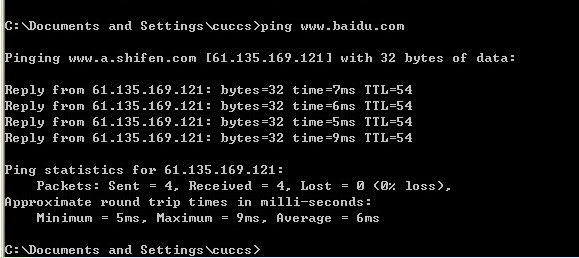 C:\Documents and Settings\cuccs>ping www.baidu.com
Pinging www.a.shifen.com [61.135.169.121] with 32 bytes of data:
Reply from 61.135.169.121: bytes=32 time=7ms TTL=54
Reply from 61.135.169.121: bytes=32 time=6ms TTL=54
Reply from 61.135.169.121: bytes=32 time=5ms TTL=54
Reply from 61.135.169.121: bytes=32 time=9ms TTL=54
Ping statistics for 61.135.169.121:
    Packets: Sent = 4, Received = 4, Lost = 0 (0% loss),
Approximate round trip times in milli-seconds:
    Minimum = 5ms, Maximum = 9ms, Average = 6ms
C:\Documents and Settings\cuccs>